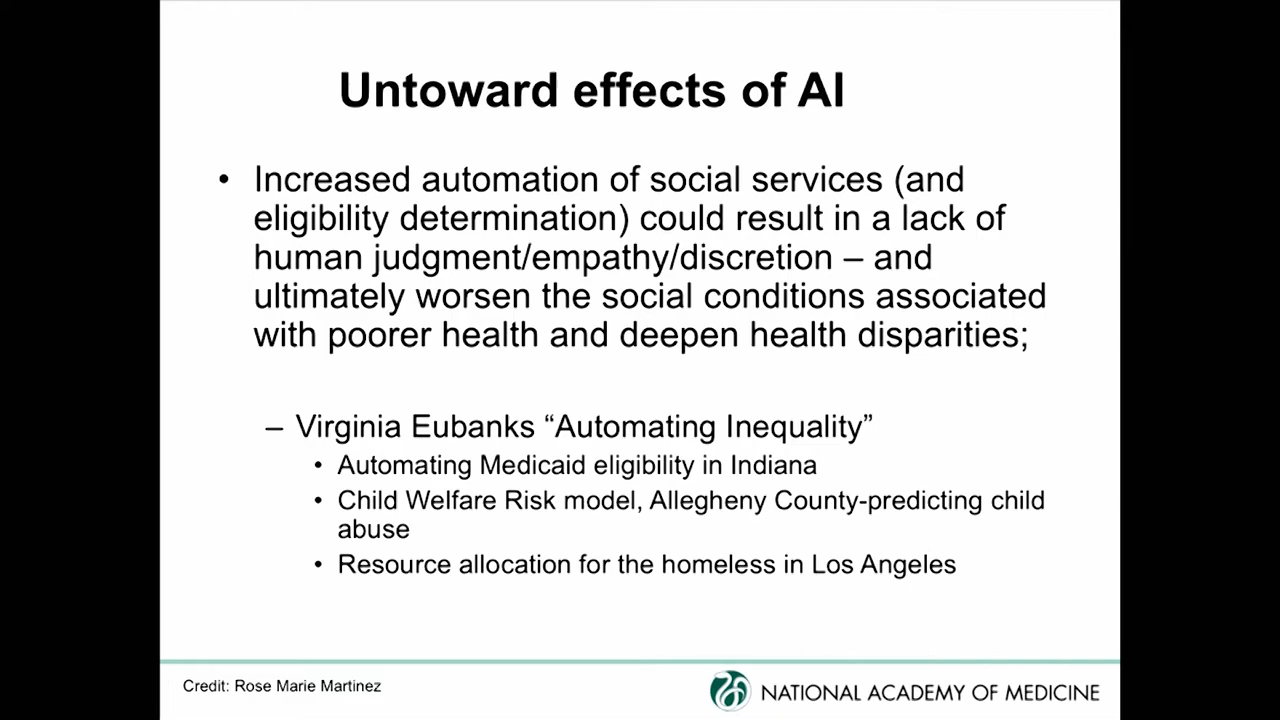 Untoward effects of AI
• Increased automation of social services (and
eligibility determination) could result in a lack of
human judgment/empathy/discretion – and
ultimately worsen the social conditions associated
with poorer health and deepen health disparities;
– Virginia Eubanks “Automating Inequality”
• Automating Medicaid eligibility in Indiana
• Child Welfare Risk model, Allegheny County-predicting child
abuse
• Resource allocation for the homeless in Los Angeles
Credit: Rose Marie Martinez
NATIONAL ACADEMY OF MEDICINE